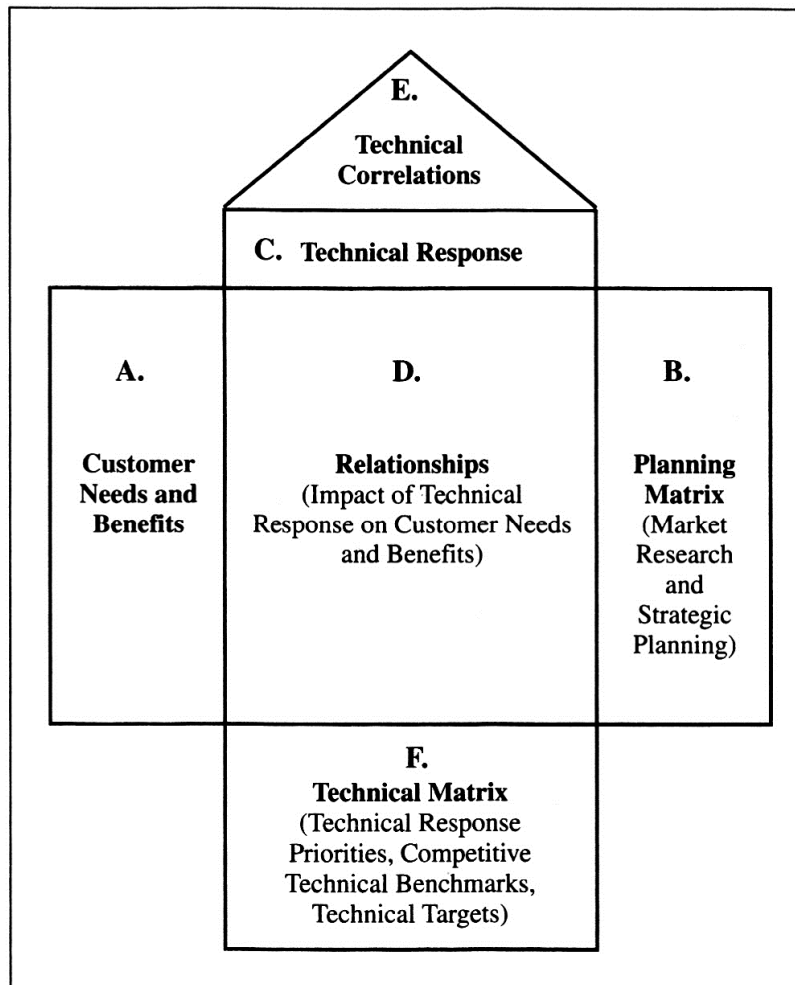 E.
Technical
Correlations
C. Technical Response
A.
Customer
Needs and
Benefits
D.
Relationships
(Impact of Technical
Response on Customer Needs
and Benefits)
B.
Planning
Matrix
(Market
Research
and
Strategic
Planning)
F.
Technical Matrix
(Technical Response
Priorities, Competitive
Technical Benchmarks,
Technical Targets)